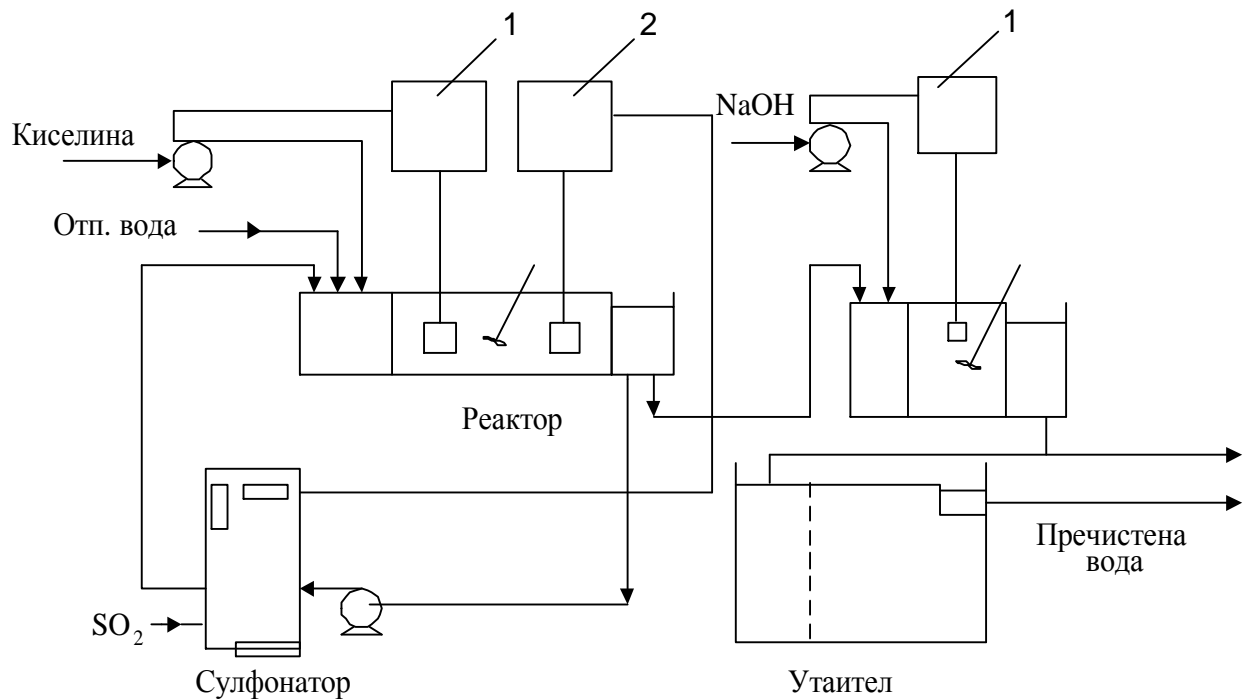 1
2
1
NaOH
Киселина
Отп. вода
Реактор
Пречистена
вода
SO2
Сулфонатор
Утаител